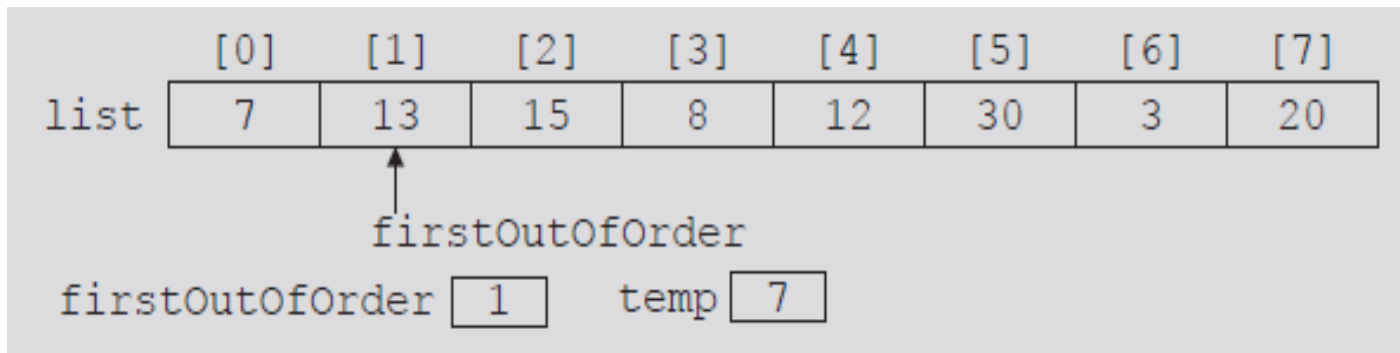 [0] [1] [2] [3] [4] [5] [6] [7]
list 7 13 15 8 12 30 3 20
firstOutOfOrder
firstOutOfOrder 1 temp 7